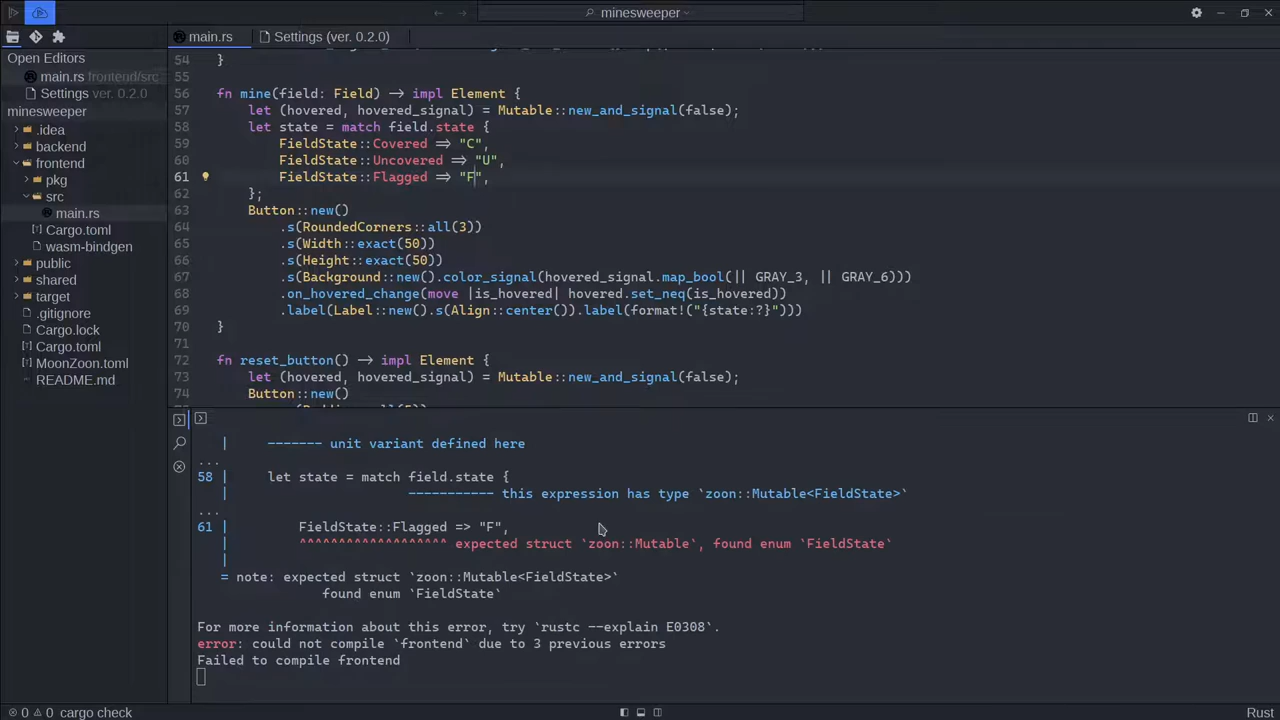 minesweeper
main.rs
Settings (ver. 0.2.0)
Open Editors
main.rs frontend/src
Settings ver. 0.2.0
minesweeper
.idea
backend
frontend
pkg
src
main.rs
Cargo.toml
wasm-bindgen
public
shared
target
.gitignore
Cargo.lock
Cargo.toml
MoonZoon.toml
README.md
54 }
55
56 fn mine(field: Field) -> impl Element {
57 let (hovered, hovered_signal) = Mutable::new_and_signal(false);
58 let state = match field.state {
59 FieldState::Covered => "C",
60 FieldState::Uncovered => "U",
61 FieldState::Flagged => "F",
62 };
63 Button::new()
64 .s(RoundedCorners::all(3))
65 .s(Width::exact(50))
66 .s(Height::exact(50))
67 .s(Background::new().color_signal(hovered_signal.map_bool(|| GRAY_3, || GRAY_6)))
68 .on_hovered_change(move |is_hovered| hovered.set_neq(is_hovered))
69 .label(Label::new().s(Align::center()).label(format!("{state:?}")))
70 }
71
72 fn reset_button() -> impl Element {
73 let (hovered, hovered_signal) = Mutable::new_and_signal(false);
74 Button::new()
| ------- unit variant defined here
...
58 | let state = match field.state {
| ----------- this expression has type `zoon::Mutable<FieldState>`
...
61 | FieldState::Flagged => "F",
| ^^^^^^^^^^^^^^^^^^^ expected struct `zoon::Mutable`, found enum `FieldState`
|
= note: expected struct `zoon::Mutable<FieldState>`
found enum `FieldState`
For more information about this error, try `rustc --explain E0308`.
error: could not compile `frontend` due to 3 previous errors
Failed to compile frontend
0 0 cargo check
Rust